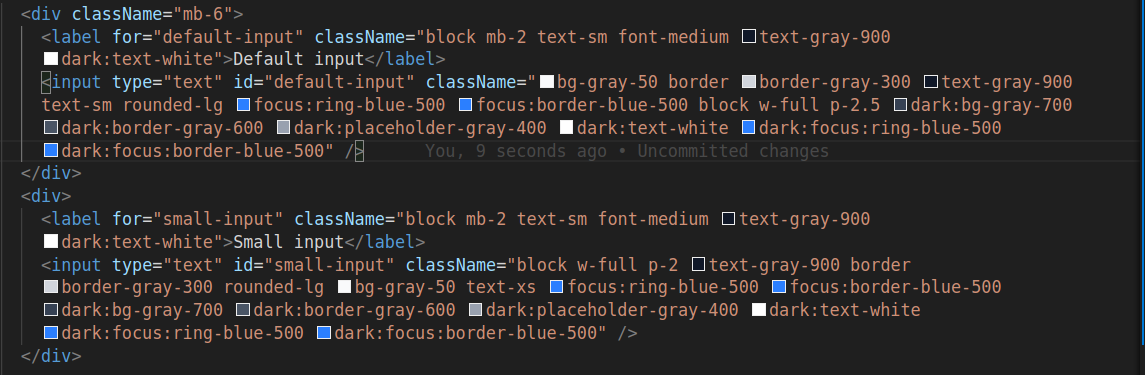 <div className="mb-6">
<label for="default-input" className="block mb-2 text-sm font-medium text-gray-900
dark:text-white">Default input</label>
<input type="text" id="default-input" className="bg-gray-50 border border-gray-300 text-gray-900
text-sm rounded-lg focus:ring-blue-500 focus:border-blue-500 block w-full p-2.5 dark:bg-gray-700
dark:border-gray-600 dark:placeholder-gray-400 dark:text-white dark:focus:ring-blue-500
dark:focus:border-blue-500" /> You, 9 seconds ago • Uncommitted changes
</div>
<div>
<label for="small-input" className="block mb-2 text-sm font-medium text-gray-900
dark:text-white">Small input</label>
<input type="text" id="small-input" className="block w-full p-2 text-gray-900 border
border-gray-300 rounded-lg bg-gray-50 text-xs focus:ring-blue-500 focus:border-blue-500
dark:bg-gray-700 dark:border-gray-600 dark:placeholder-gray-400 dark:text-white
dark:focus:ring-blue-500 dark:focus:border-blue-500" />
</div>